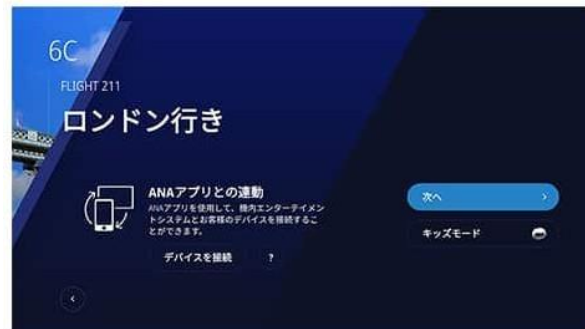 6C
FLIGHT 211
ロンドン行き
ANAアプリとの連動
ANAアプリを使用して、機内エンターテイメン
トシステムとお客様のデバイスを接続するこ
とができます。
デバイスを接続 ?
次へ
キッズモード